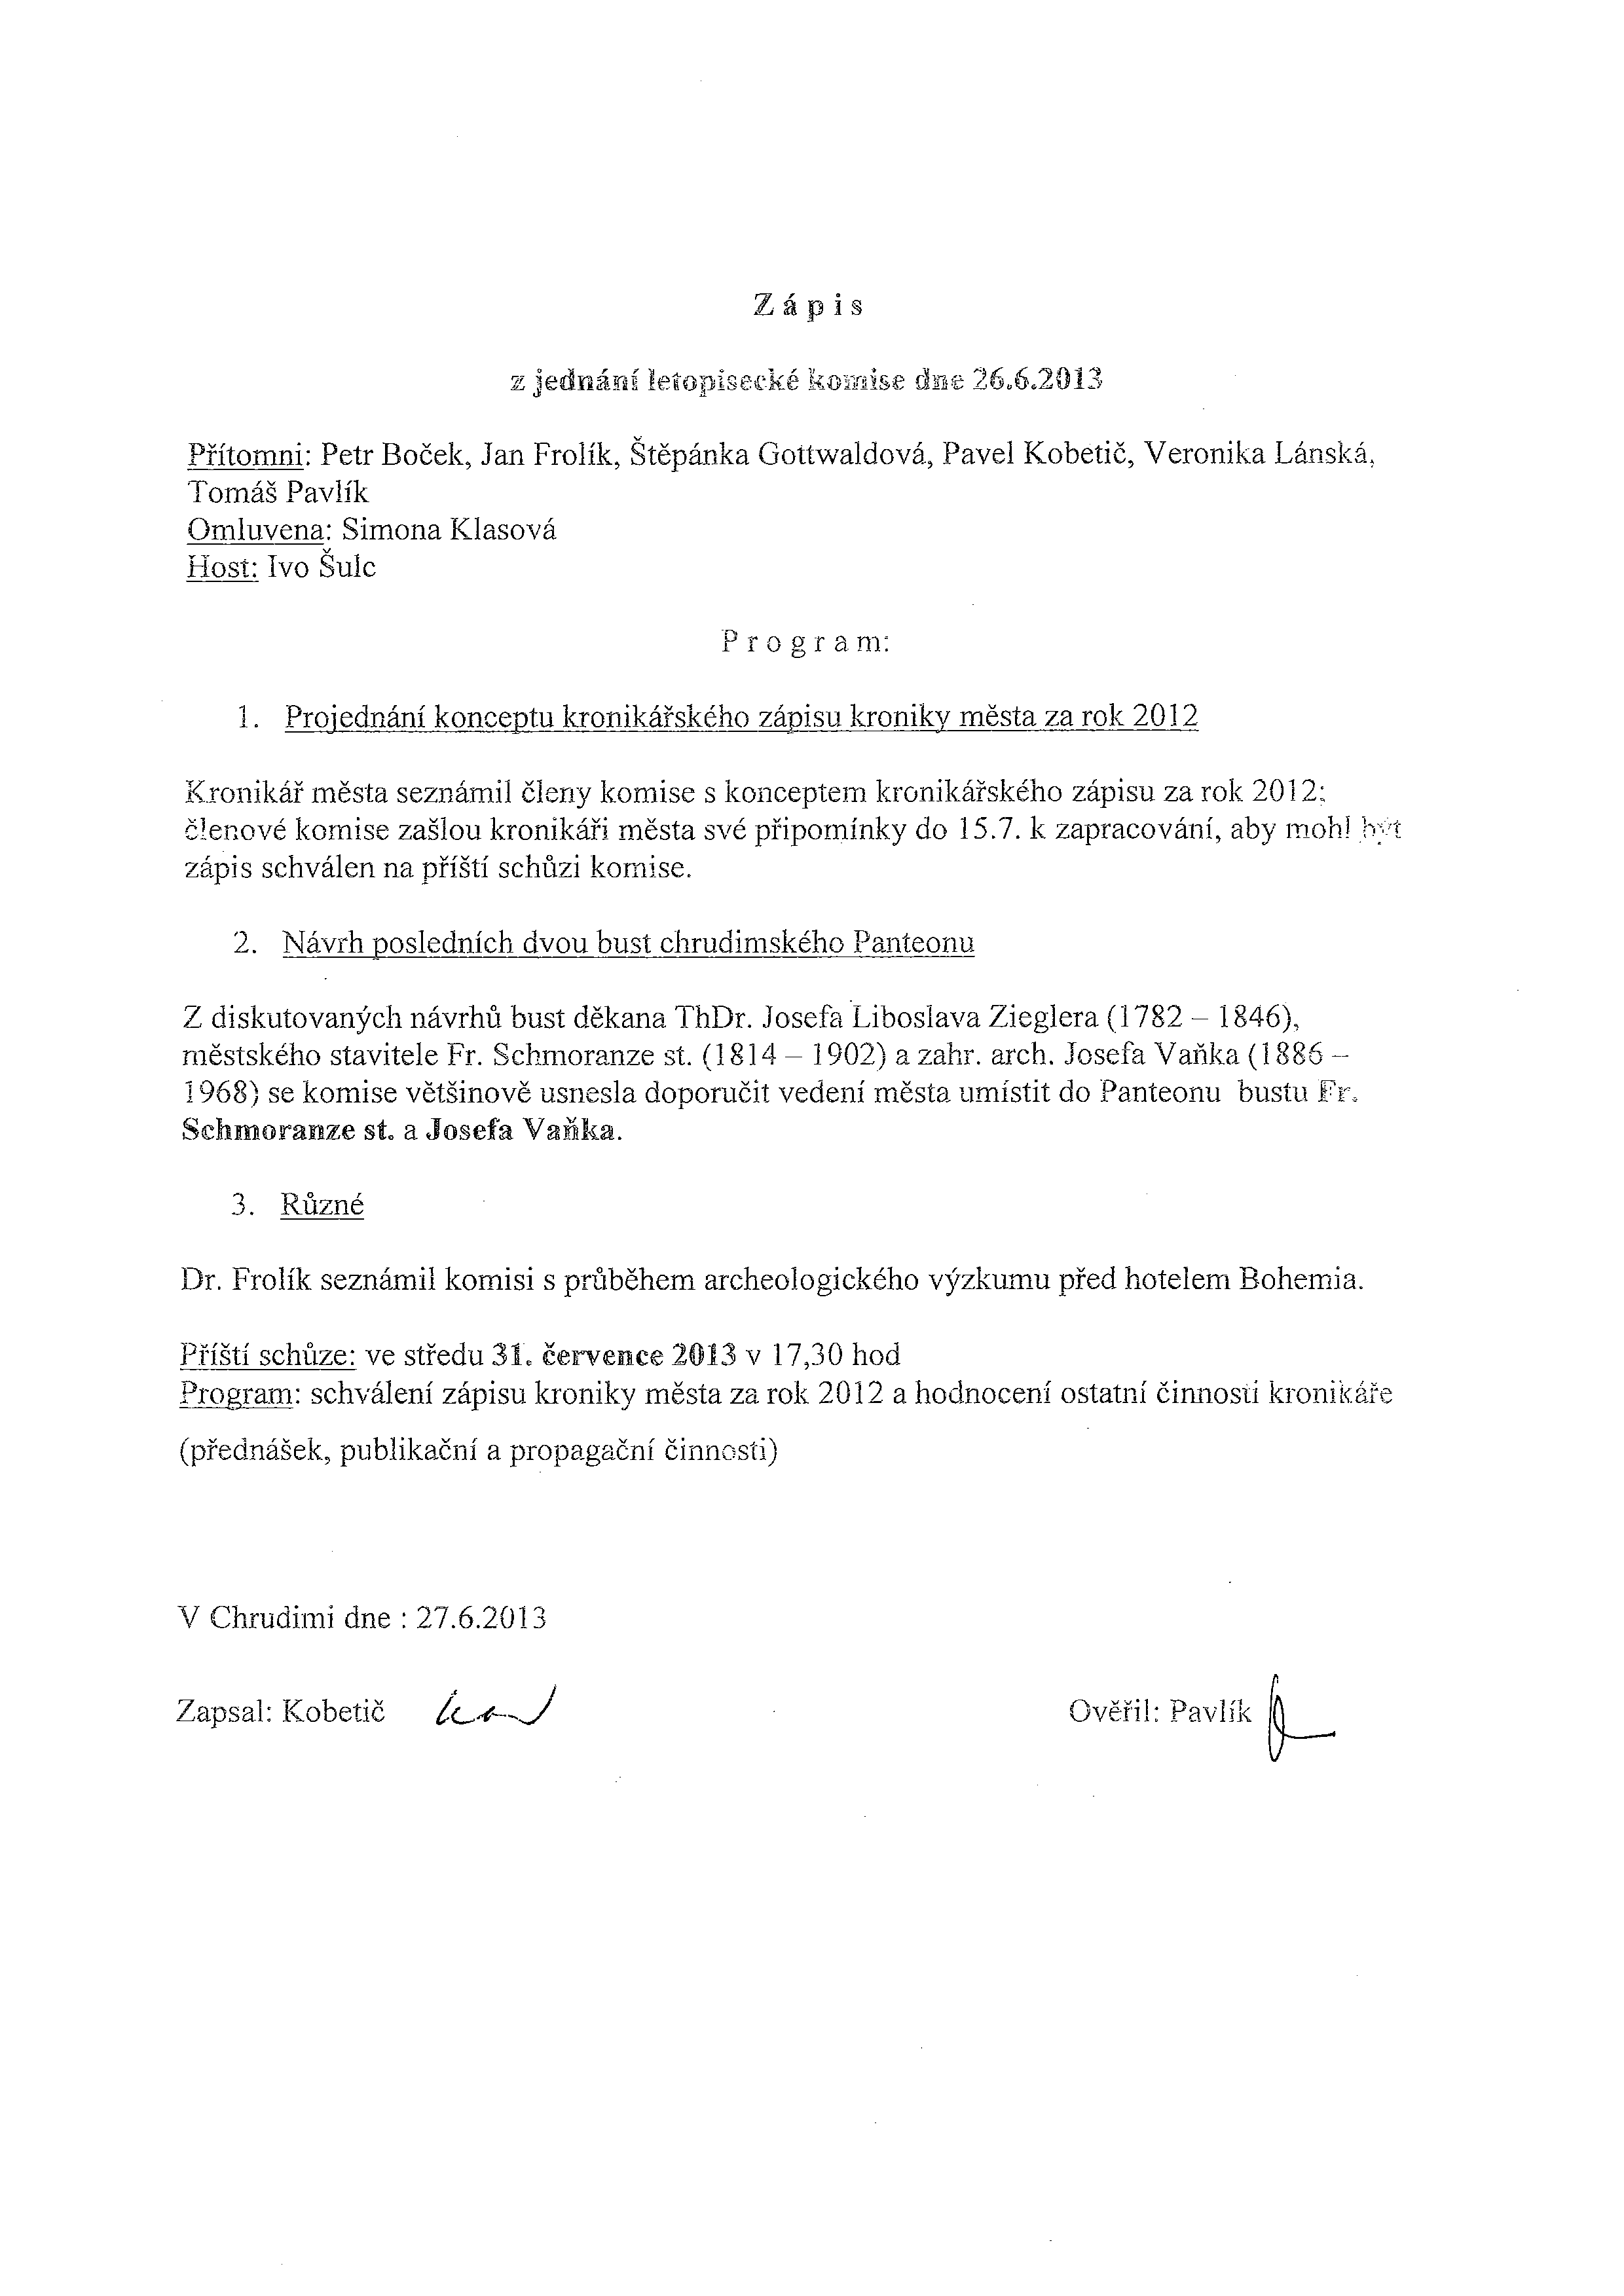 Z á p i s
z jednání letopisecké komise dne 26.6.2013
Přítomni: Petr Boček, Jan Frolík, Štěpánka Gottwaldová, Pavel Kobetič, Veronika Lánská,
Tomáš Pavlík
Omluvena: Simona Klasová
Host: Ivo Šulc
P r o g r a m:
1. Projednání konceptu kronikářského zápisu kroniky města za rok 2012
Kronikář města seznámil členy komise s konceptem kronikářského zápisu za rok 2012;
členové komise zašlou kronikáři města své připomínky do 15.7. k zapracování, aby mohl být
zápis schválen na příští schůzi komise.
2. Návrh posledních dvou bust chrudimského Panteonu
Z diskutovaných návrhů bust děkana ThDr. Josefa Liboslava Zieglera (1782 – 1846),
městského stavitele Fr. Schmoranze st. (1814 – 1902) a zahr. arch. Josefa Vaňka (1886 –
1968) se komise většinově usnesla doporučit vedení města umístit do Panteonu bustu Fr.
Schmoranze st. a Josefa Vaňka.
3. Různé
Dr. Frolík seznámil komisi s průběhem archeologického výzkumu před hotelem Bohemia.
Příští schůze: ve středu 31. července 2013 v 17,30 hod
Program: schválení zápisu kroniky města za rok 2012 a hodnocení ostatní činnosti kronikáře
(přednášek, publikační a propagační činnosti)
V Chrudimi dne : 27.6.2013
Zapsal: Kobetič Ověřil: Pavlík